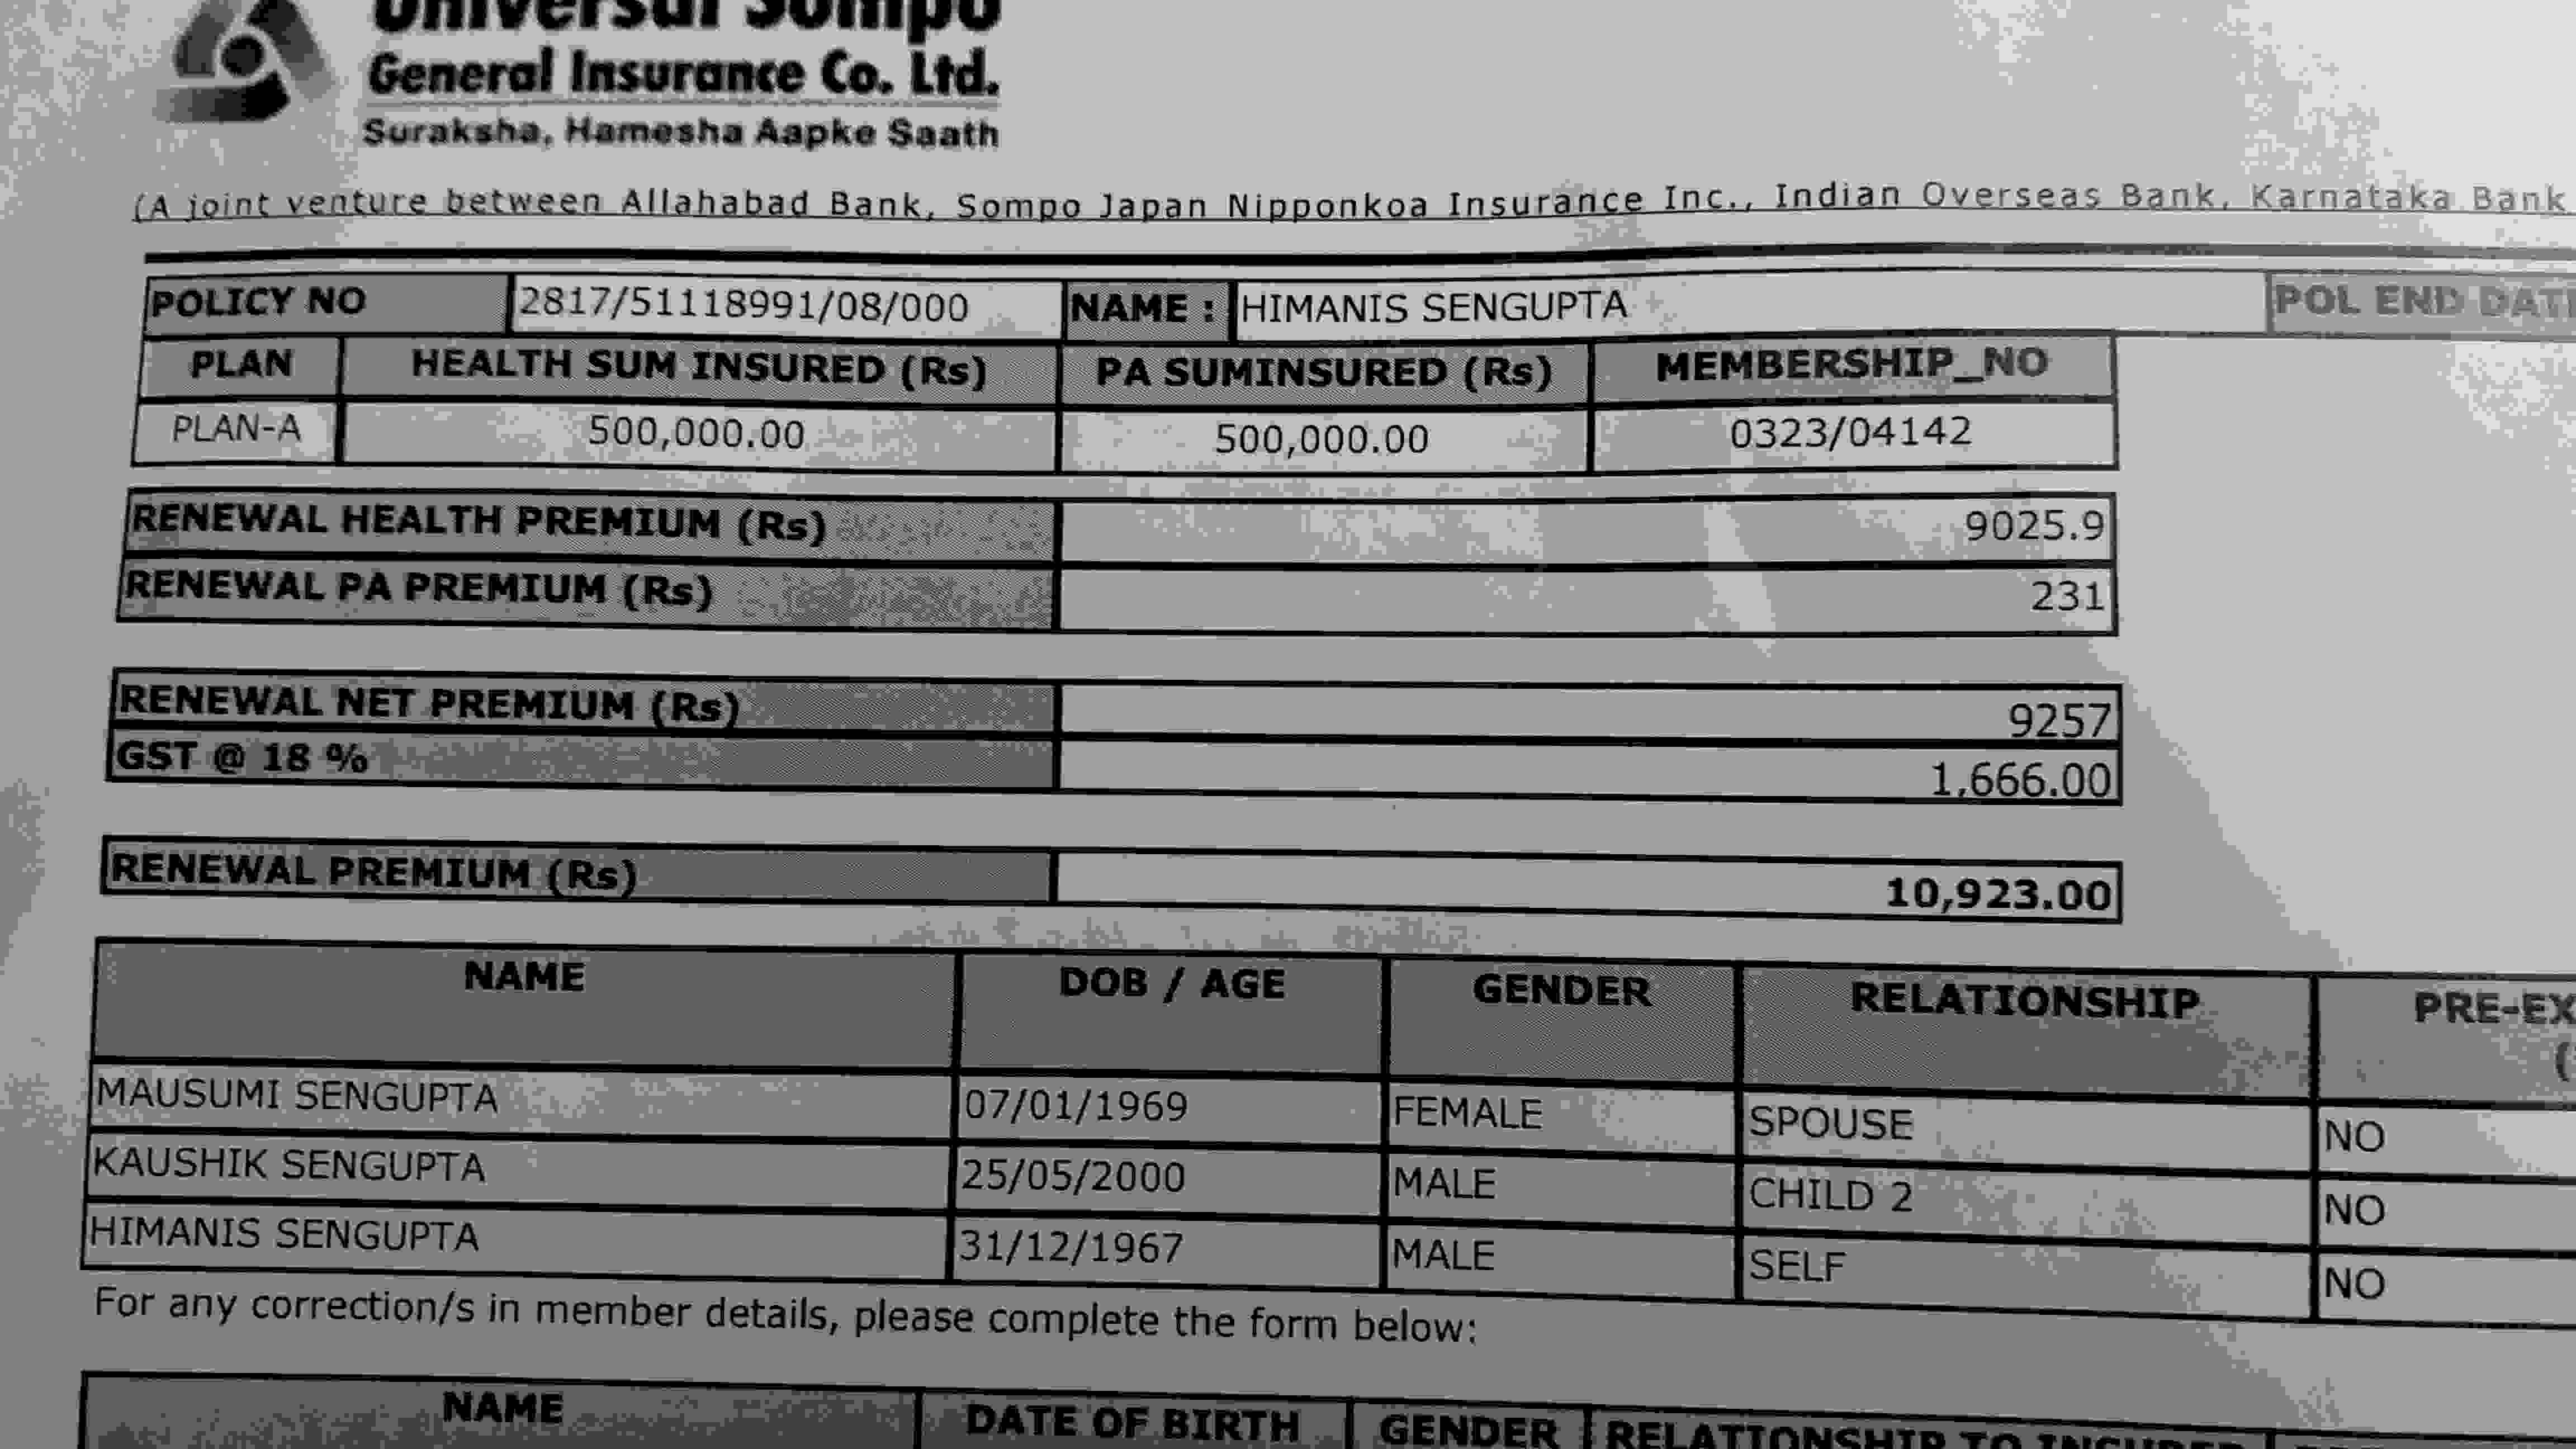 Universal Sompo
General Insurance Co. Ltd.
Suraksha, Hamesha Aapke Saath
(A joint venture between Allahabad Bank, Sompo Japan Nipponkoa Insurance Inc., Indian Overseas Bank, Karnataka Bank
POLICY NO 2817/51118991/08/000 NAME : HIMANIS SENGUPTA POL END DAT
PLAN HEALTH SUM INSURED (Rs) PA SUMINSURED (Rs) MEMBERSHIP_NO
PLAN-A 500,000.00 500,000.00 0323/04142
RENEWAL HEALTH PREMIUM (Rs) 9025.9
RENEWAL PA PREMIUM (Rs) 231
RENEWAL NET PREMIUM (Rs) 9257
GST @ 18 % 1,666.00
RENEWAL PREMIUM (Rs) 10,923.00
NAME DOB / AGE GENDER RELATIONSHIP PRE-EX
MAUSUMI SENGUPTA 07/01/1969 FEMALE SPOUSE NO
KAUSHIK SENGUPTA 25/05/2000 MALE CHILD 2 NO
HIMANIS SENGUPTA 31/12/1967 MALE SELF NO
For any correction/s in member details, please complete the form below:
NAME DATE OF BIRTH GENDER RELATIONSHIP TO INSURED